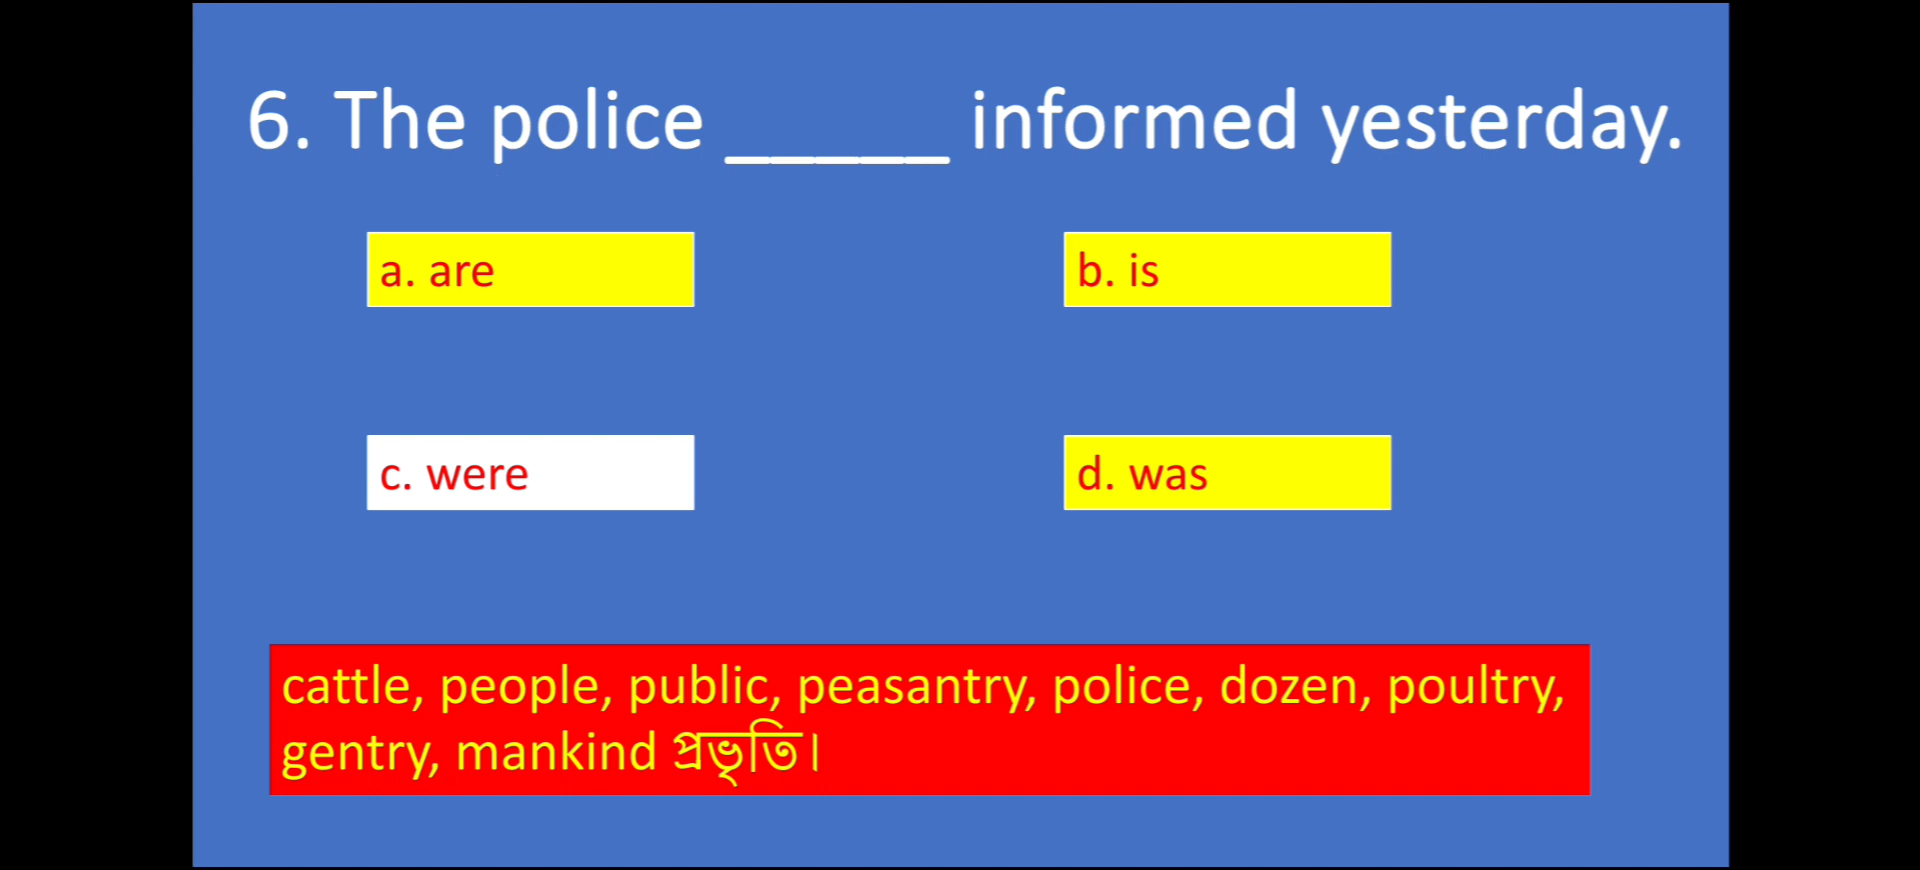 6. The police _____ informed yesterday.
a. are
b. is
c. were
d. was
cattle, people, public, peasantry, police, dozen, poultry,
gentry, mankind প্রভৃতি।